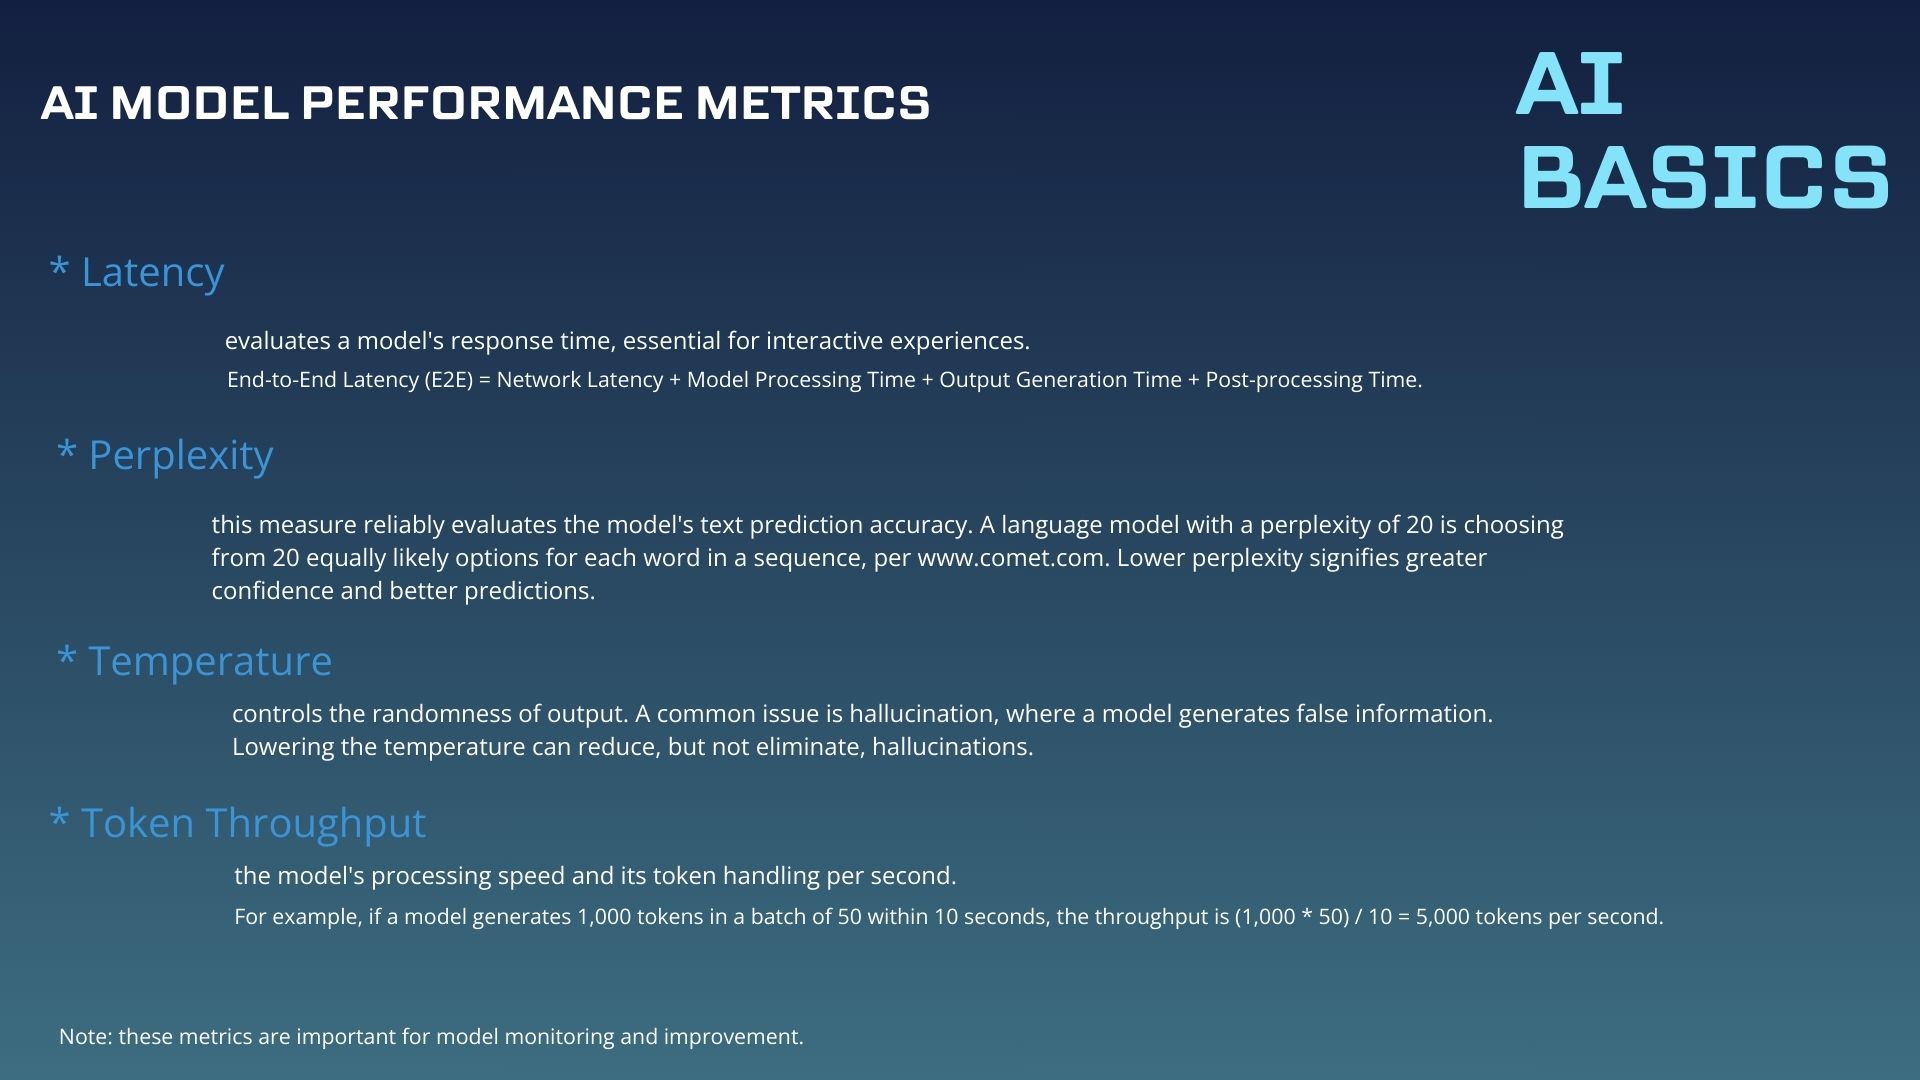 AI MODEL PERFORMANCE METRICS
AI
BASICS
* Latency
evaluates a model's response time, essential for interactive experiences.
End-to-End Latency (E2E) = Network Latency + Model Processing Time + Output Generation Time + Post-processing Time.
* Perplexity
this measure reliably evaluates the model's text prediction accuracy. A language model with a perplexity of 20 is choosing
from 20 equally likely options for each word in a sequence, per www.comet.com. Lower perplexity signifies greater
confidence and better predictions.
* Temperature
controls the randomness of output. A common issue is hallucination, where a model generates false information.
Lowering the temperature can reduce, but not eliminate, hallucinations.
* Token Throughput
the model's processing speed and its token handling per second.
For example, if a model generates 1,000 tokens in a batch of 50 within 10 seconds, the throughput is (1,000 * 50) / 10 = 5,000 tokens per second.
Note: these metrics are important for model monitoring and improvement.